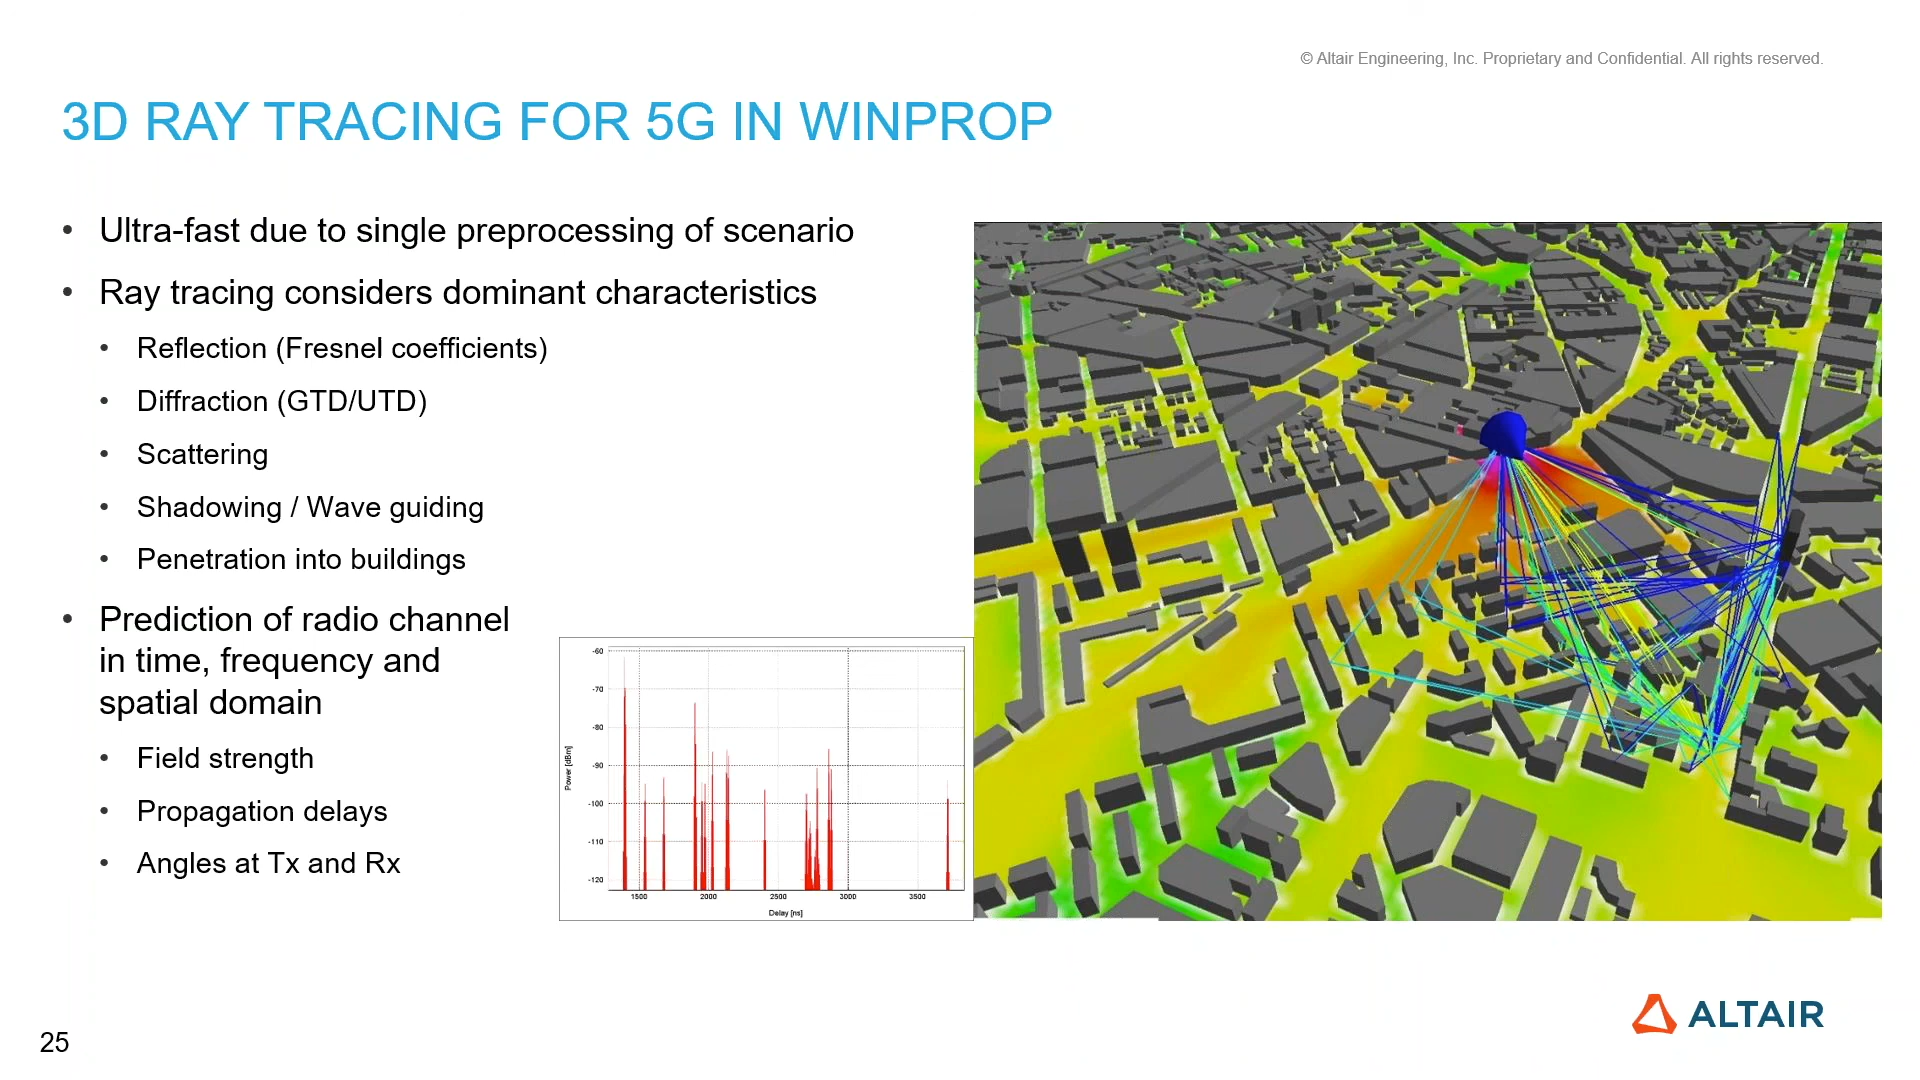 © Altair Engineering, Inc. Proprietary and Confidential. All rights reserved.
3D RAY TRACING FOR 5G IN WINPROP
• Ultra-fast due to single preprocessing of scenario
• Ray tracing considers dominant characteristics
• Reflection (Fresnel coefficients)
• Diffraction (GTD/UTD)
• Scattering
• Shadowing / Wave guiding
• Penetration into buildings
• Prediction of radio channel
in time, frequency and
spatial domain
• Field strength
• Propagation delays
• Angles at Tx and Rx
Power [dBm]
-60
-70
-80
-90
-100
-110
-120
1500 2000 2500 3000 3500
Delay [ns]
ALTAIR
25